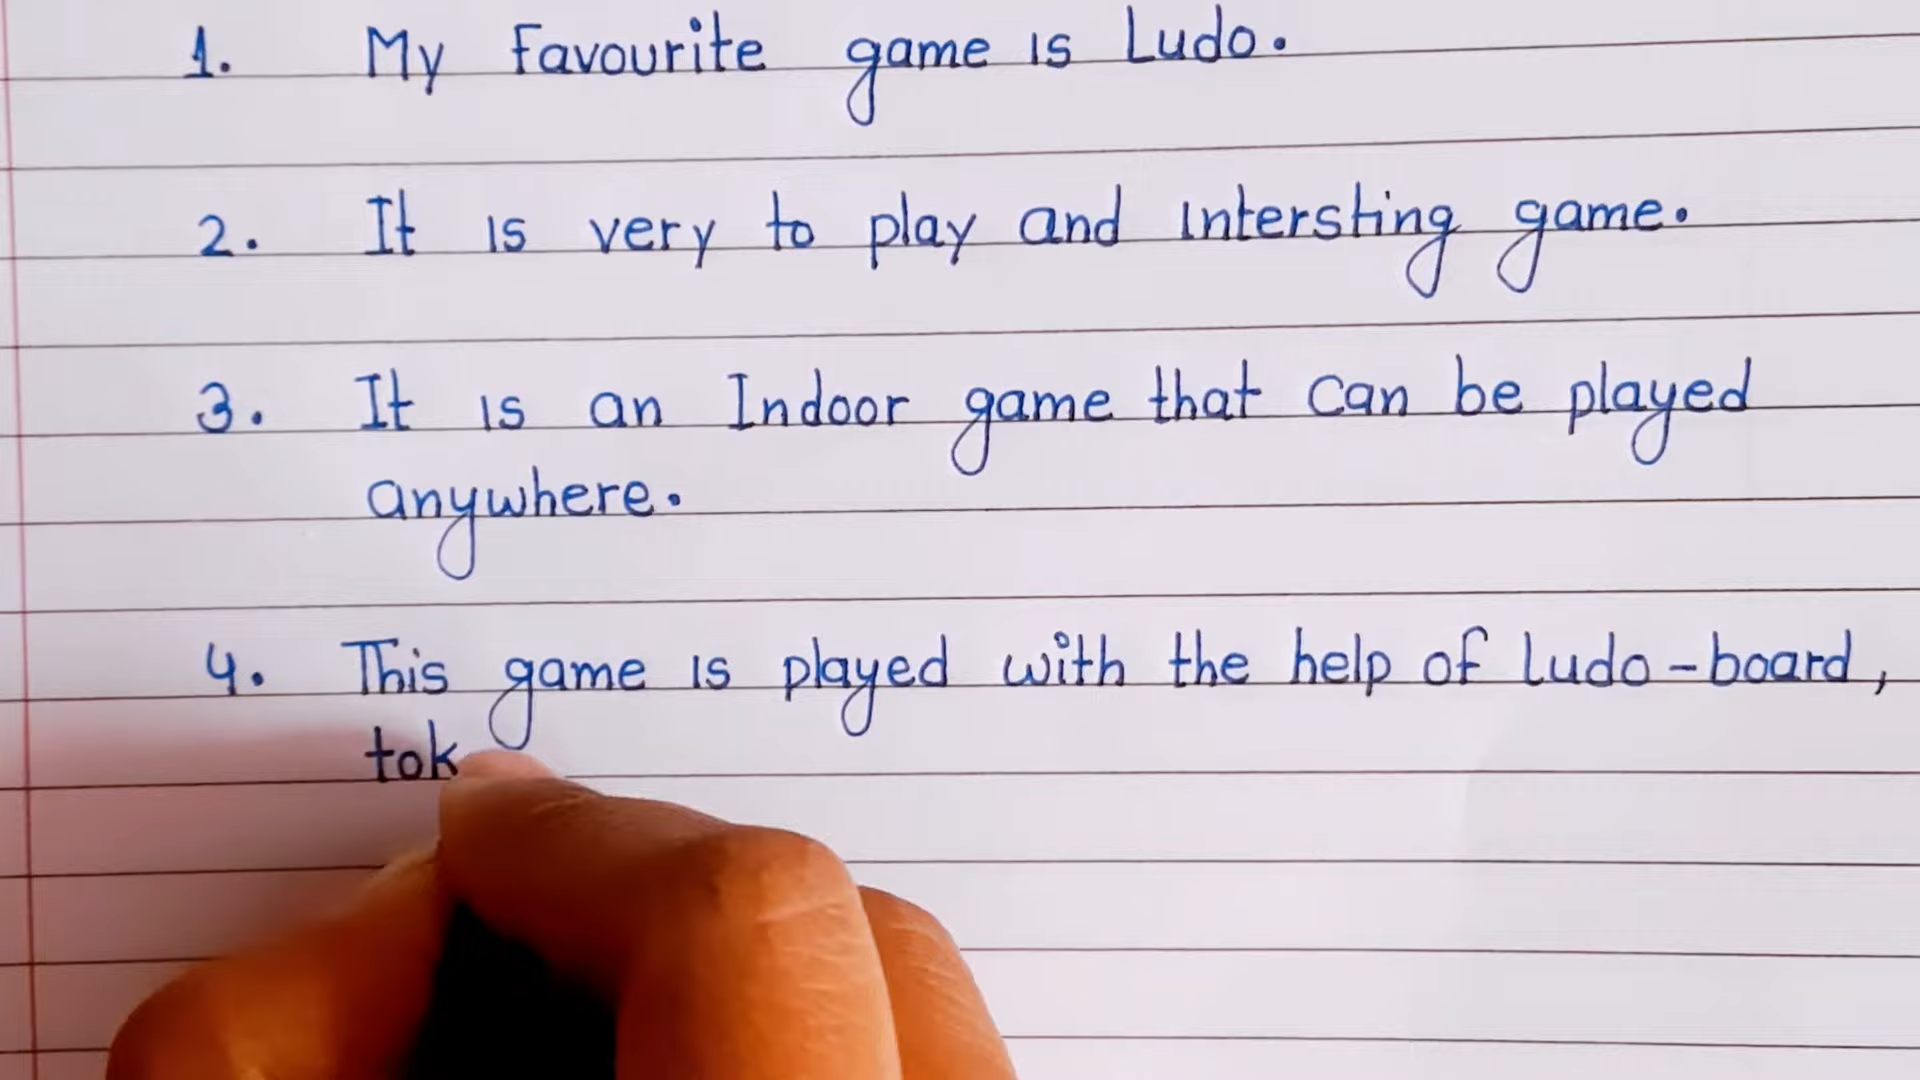 1. My favourite game is Ludo.
2. It is very to play and intersting game.
3. It is an Indoor game that can be played
anywhere.
4. This game is played with the help of ludo-board,
tok